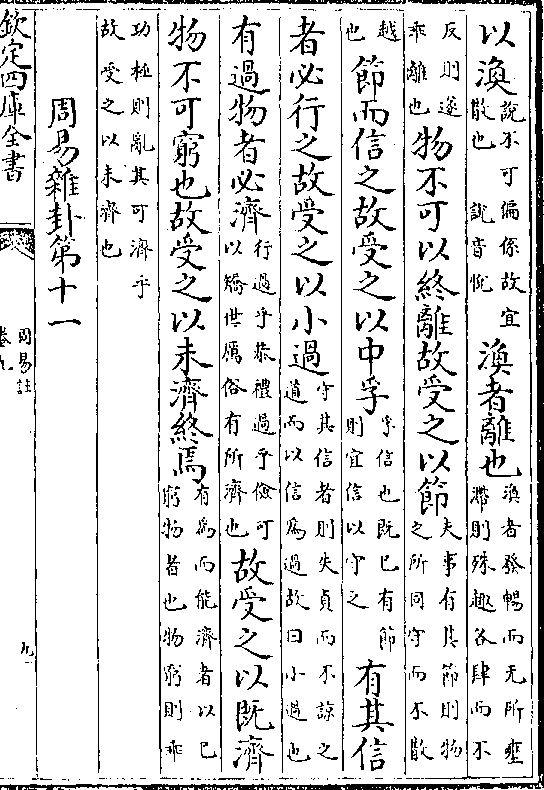 以渙說不可偏係故宜散也 說音悅渙者離也渙者發暢而无所壅滯則殊趣各肆而不
反則遂乖離也物不可以終離故受之以節夫事有其節則物之所同守而不散
越也節而信之故受之以中孚孚信也既已有節則宜信以守之有其信
者必行之故受之以小過守其信者則失貞而不諒之道而以信為過故曰小過也
有過物者必濟行過乎恭禮過乎儉可以矯世厲俗有所濟也故受之以既濟
物不可窮也故受之以未濟終焉有為而能濟者以已窮物者也物窮則乖
功極則亂其可濟乎故受之以未濟也
周易雜卦第十一
欽定四庫全書
周易註
卷九